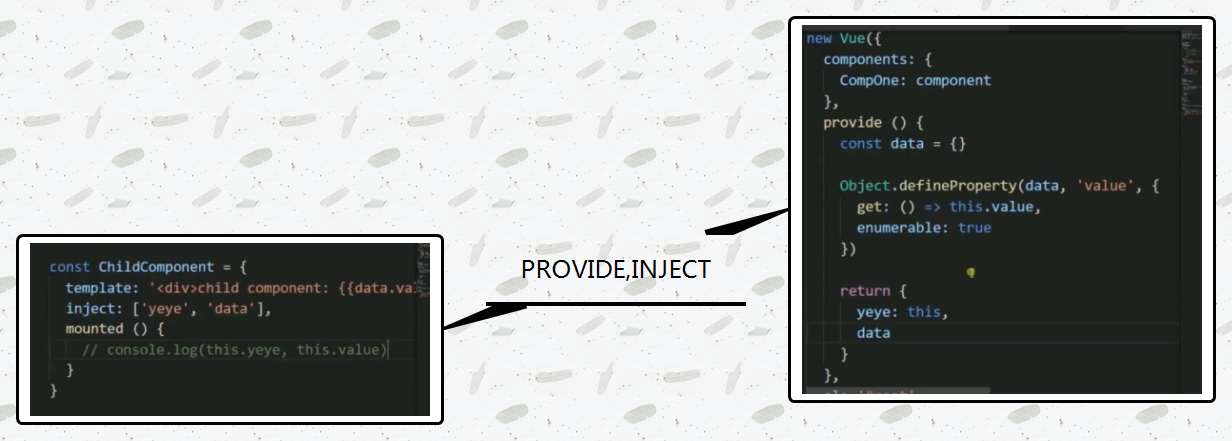 new Vue({
components: {
CompOne: component
},
provide () {
const data = {}
Object.defineProperty(data, 'value', {
get: () => this.value,
enumerable: true
})
return {
yeye: this,
data
}
},
PROVIDE,INJECT
const ChildComponent = {
template: '<div>child component: {{data.va
inject: ['yeye', 'data'],
mounted () {
// console.log(this.yeye, this.value)
}
}